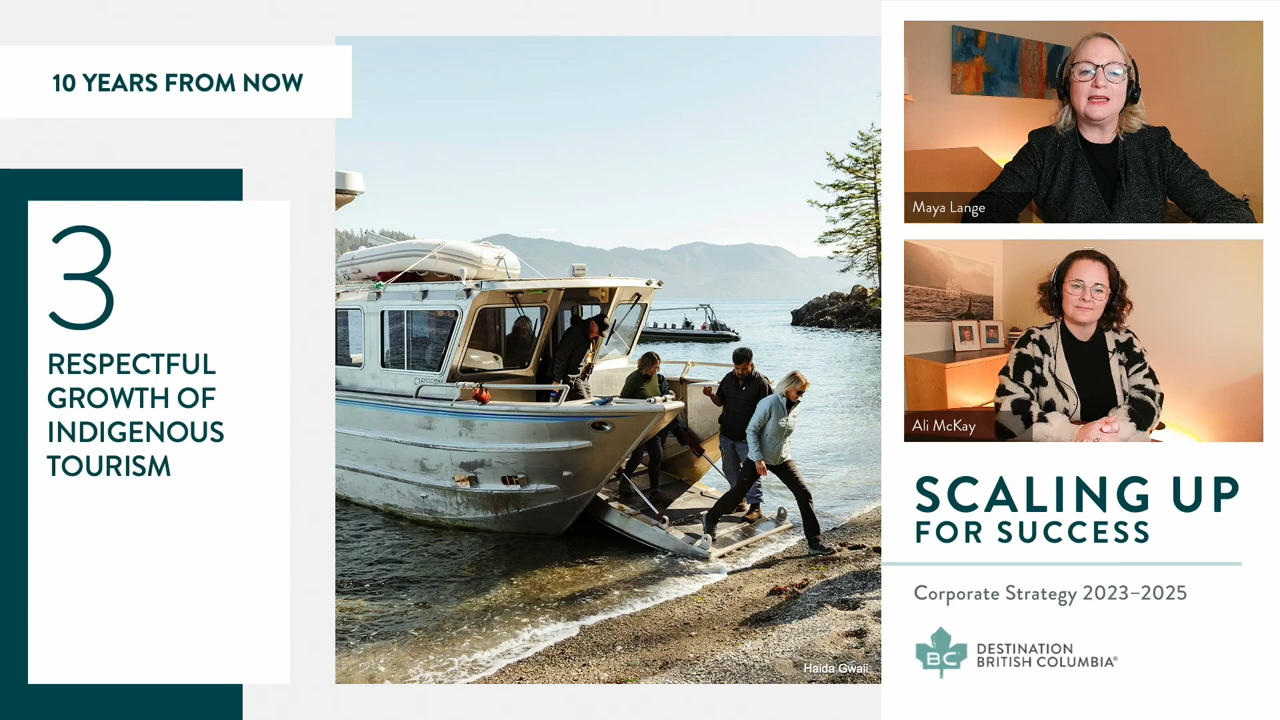 10 YEARS FROM NOW
3
RESPECTFUL
GROWTH OF
INDIGENOUS
TOURISM
Haida Gwaii
Maya Lange
Ali McKay
SCALING UP
FOR SUCCESS
Corporate Strategy 2023–2025
BC
DESTINATION
BRITISH COLUMBIA®